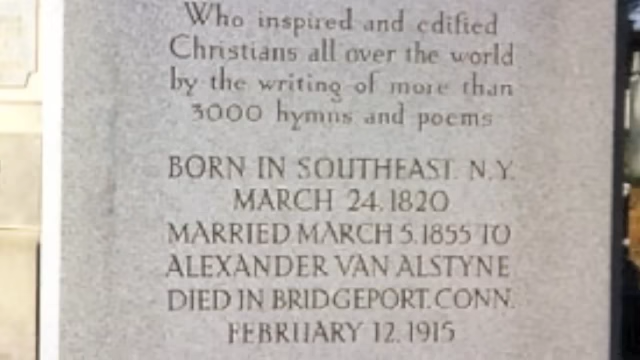 Who inspired and edified
Christians all over the world
by the writing of more than
3000 hymns and poems
BORN IN SOUTHEAST. N.Y.
MARCH 24, 1820
MARRIED MARCH 5, 1855 TO
ALEXANDER VAN ALSTYNE
DIED IN BRIDGEPORT, CONN.
FEBRUARY 12, 1915